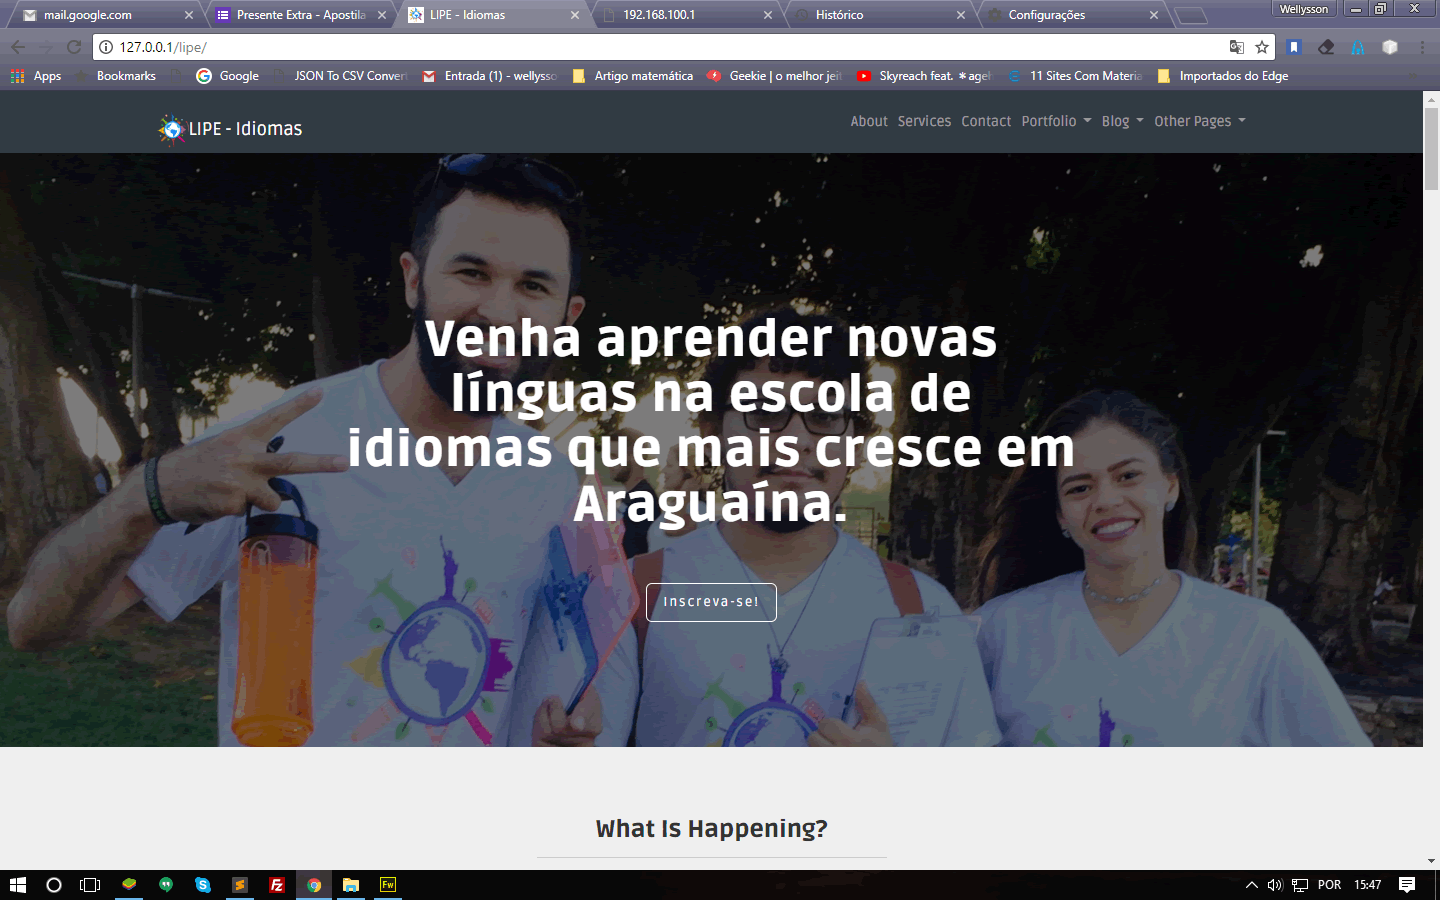 mail.google.com
Presente Extra - Apostila
LIPE - Idiomas
192.168.100.1
Histórico
Configurações
Wellysson
127.0.0.1/lipe/
Apps
Bookmarks
Google
JSON To CSV Convert
Entrada (1) - wellysso
Artigo matemática
Geekie | o melhor jeit
Skyreach feat. ＊agel
11 Sites Com Materia
Importados do Edge
LIPE - Idiomas
About
Services
Contact
Portfolio
Blog
Other Pages
Venha aprender novas
línguas na escola de
idiomas que mais cresce em
Araguaína.
Inscreva-se!
What Is Happening?
Fw
POR
15:47